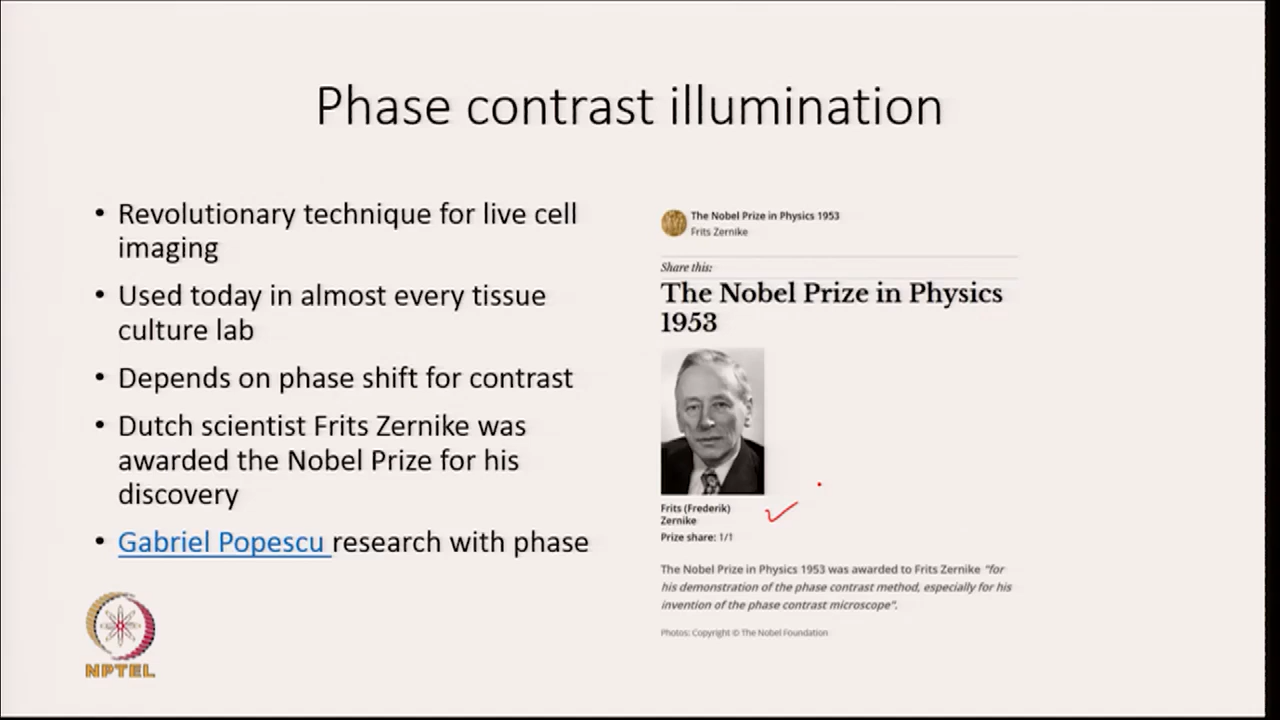 Phase contrast illumination
• Revolutionary technique for live cell
imaging
• Used today in almost every tissue
culture lab
• Depends on phase shift for contrast
• Dutch scientist Frits Zernike was
awarded the Nobel Prize for his
discovery
• Gabriel Popescu research with phase
The Nobel Prize in Physics 1953
Frits Zernike
Share this:
The Nobel Prize in Physics
1953
Frits (Frederik)
Zernike
Prize share: 1/1
The Nobel Prize in Physics 1953 was awarded to Frits Zernike "for
his demonstration of the phase contrast method, especially for his
invention of the phase contrast microscope".
Photos: Copyright © The Nobel Foundation
NPTEL